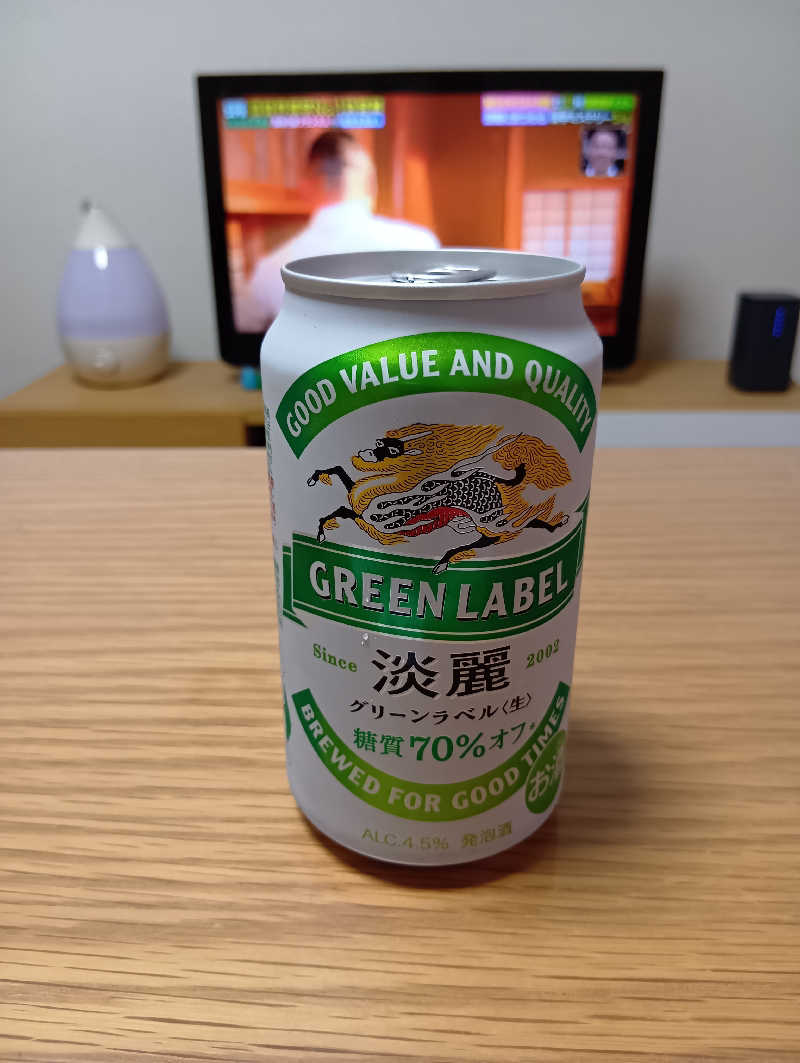 GOOD VALUE AND QUALITY
GREEN LABEL
Since 2002
淡麗
グリーンラベル〈生〉
糖質70%オフ*
BREWED FOR GOOD TIMES
ALC.4.5% 発泡酒